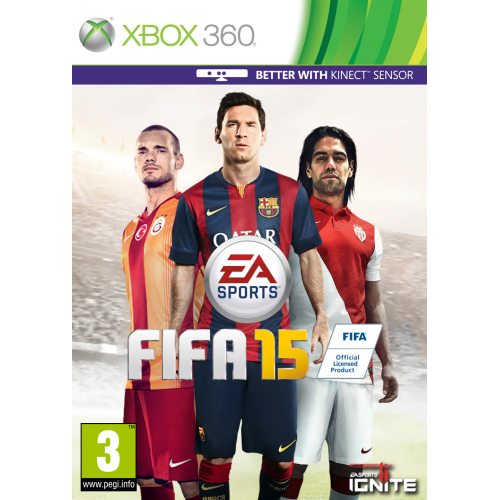 XBOX 360.
BETTER WITH KINECT SENSOR
EA
SPORTS
FIFA 15
FIFA
Official
Licensed
Product
3
www.pegi.info
EA SPORTS
IGNITE